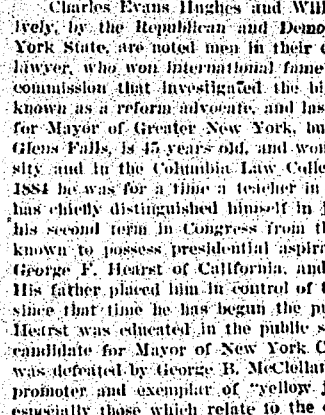 Charles Evans Hughes and Will
ively, by the Republican and Demo
York State, are noted men in their
lawyer, who won international fame
commission that investigated the bi
known as a reform advocate, and las
for Mayor of Greater New York, bu
Glens Falls, is 45 years old, and won
sity and in the Columbia Law Colle
1884 he was for a time a teacher in
has chiefly distinguished himself in
his second term in Congress from t
known to possess presidential aspira
George F. Hearst of California, and
His father placed him in control of t
since that time he has begun the pu
Hearst was educated in the public s
candidate for Mayor of New York C
was defeated by George B. McClellan
promoter and exemplar of "yellow
especially those which relate to the